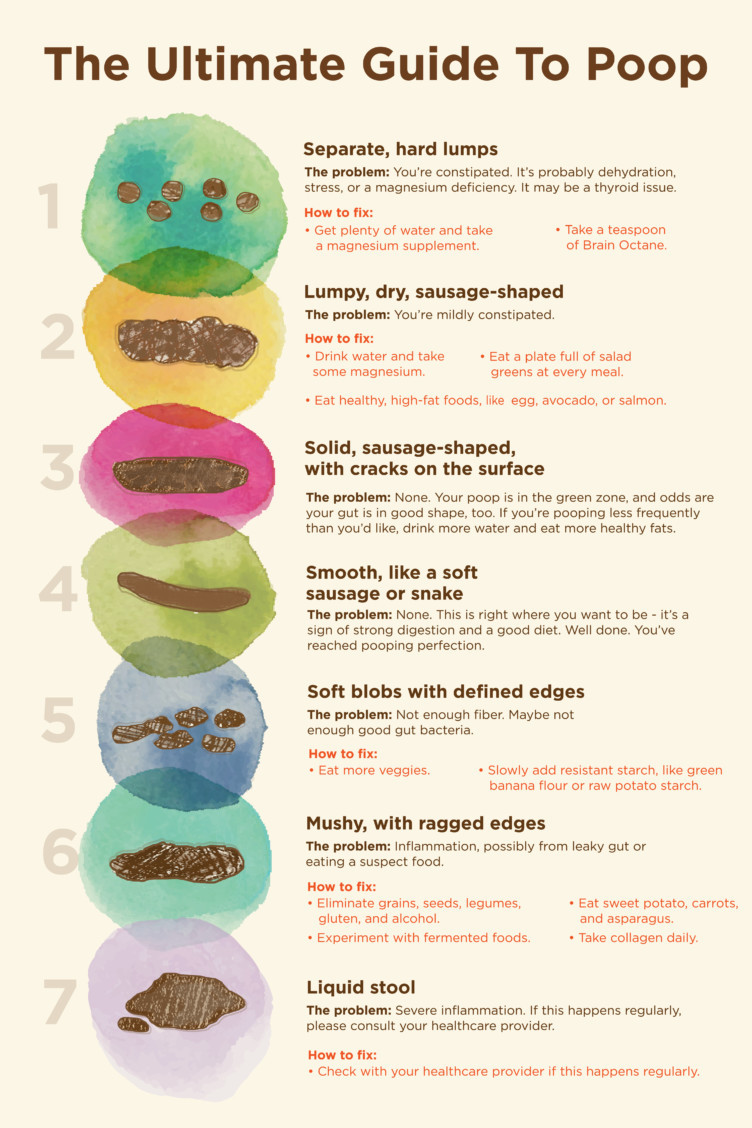 The Ultimate Guide To Poop
1
Separate, hard lumps
The problem: You're constipated. It's probably dehydration,
stress, or a magnesium deficiency. It may be a thyroid issue.
How to fix:
• Get plenty of water and take
a magnesium supplement.
• Take a teaspoon
of Brain Octane.
2
Lumpy, dry, sausage-shaped
The problem: You're mildly constipated.
How to fix:
• Drink water and take
some magnesium.
• Eat a plate full of salad
greens at every meal.
• Eat healthy, high-fat foods, like egg, avocado, or salmon.
3
Solid, sausage-shaped,
with cracks on the surface
The problem: None. Your poop is in the green zone, and odds are
your gut is in good shape, too. If you're pooping less frequently
than you'd like, drink more water and eat more healthy fats.
4
Smooth, like a soft
sausage or snake
The problem: None. This is right where you want to be - it's a
sign of strong digestion and a good diet. Well done. You've
reached pooping perfection.
5
Soft blobs with defined edges
The problem: Not enough fiber. Maybe not
enough good gut bacteria.
How to fix:
• Eat more veggies.
• Slowly add resistant starch, like green
banana flour or raw potato starch.
6
Mushy, with ragged edges
The problem: Inflammation, possibly from leaky gut or
eating a suspect food.
How to fix:
• Eliminate grains, seeds, legumes,
gluten, and alcohol.
• Eat sweet potato, carrots,
and asparagus.
• Experiment with fermented foods.
• Take collagen daily.
7
Liquid stool
The problem: Severe inflammation. If this happens regularly,
please consult your healthcare provider.
How to fix:
• Check with your healthcare provider if this happens regularly.